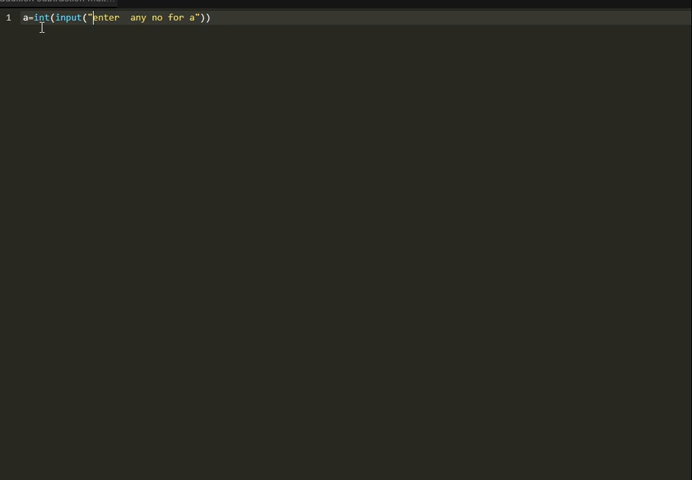 1 a=int(input("enter  any no for a"))